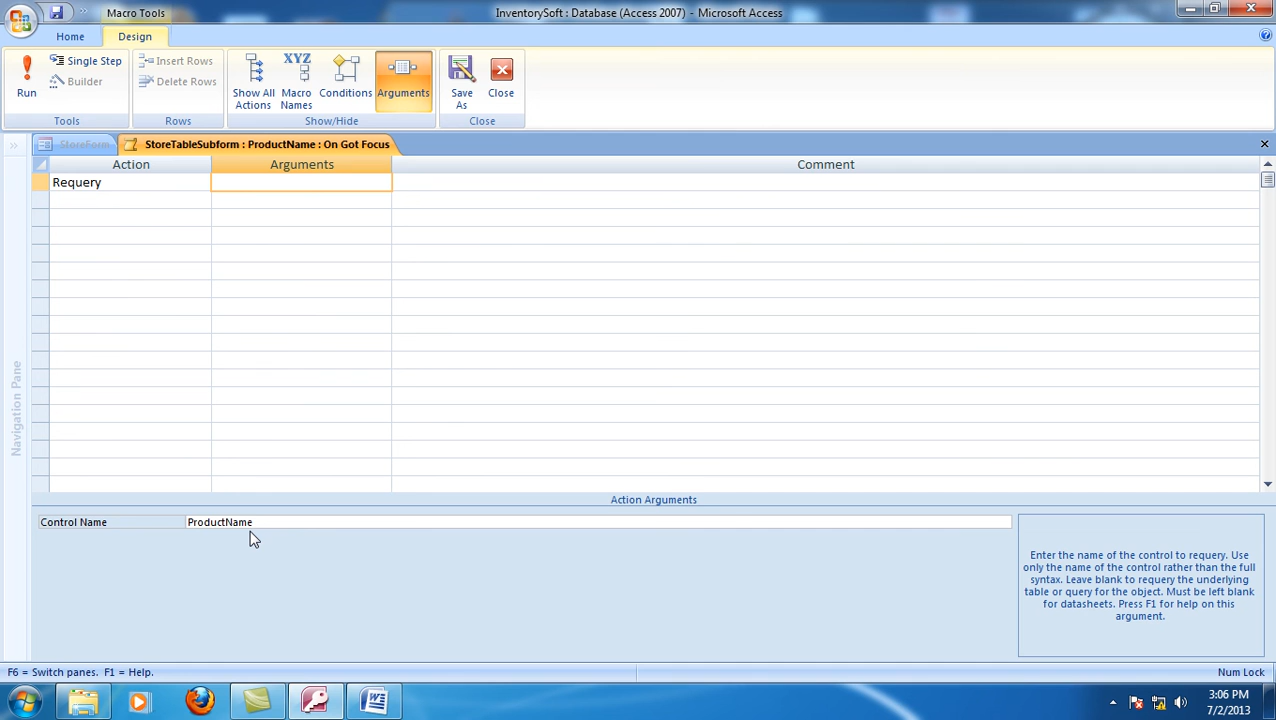 InventorySoft : Database (Access 2007) - Microsoft Access
Macro Tools
Home
Design
Run
Single Step
Builder
Tools
Insert Rows
Delete Rows
Rows
Show All Actions
XYZ
Macro Names
Conditions
Arguments
Show/Hide
Save As
Close
Close
StoreForm
StoreTableSubform : ProductName : On Got Focus
Action
Arguments
Comment
Requery
Navigation Pane
Action Arguments
Control Name
ProductName
Enter the name of the control to requery. Use
only the name of the control rather than the full
syntax. Leave blank to requery the underlying
table or query for the object. Must be left blank
for datasheets. Press F1 for help on this
argument.
F6 = Switch panes. F1 = Help.
Num Lock
3:06 PM
7/2/2013